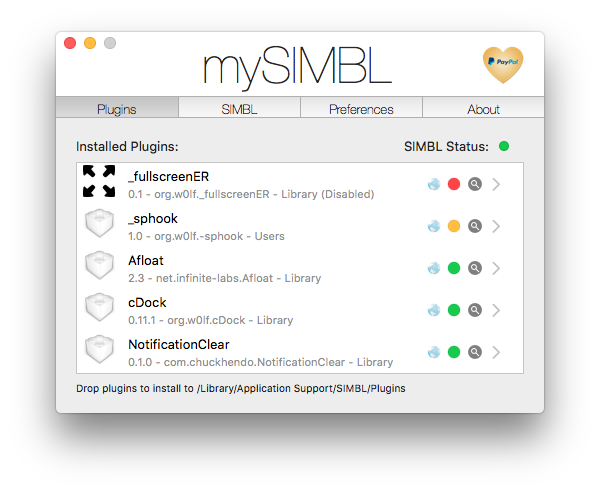 mySIMBL
PayPal
Plugins
SIMBL
Preferences
About
Installed Plugins:
SIMBL Status:
_fullscreenER
0.1 - org.w0lf._fullscreenER - Library (Disabled)
_sphook
1.0 - org.w0lf.-sphook - Users
Afloat
2.3 - net.infinite-labs.Afloat - Library
cDock
0.11.1 - org.w0lf.cDock - Library
NotificationClear
0.1.0 - com.chuckhendo.NotificationClear - Library
Drop plugins to install to /Library/Application Support/SIMBL/Plugins